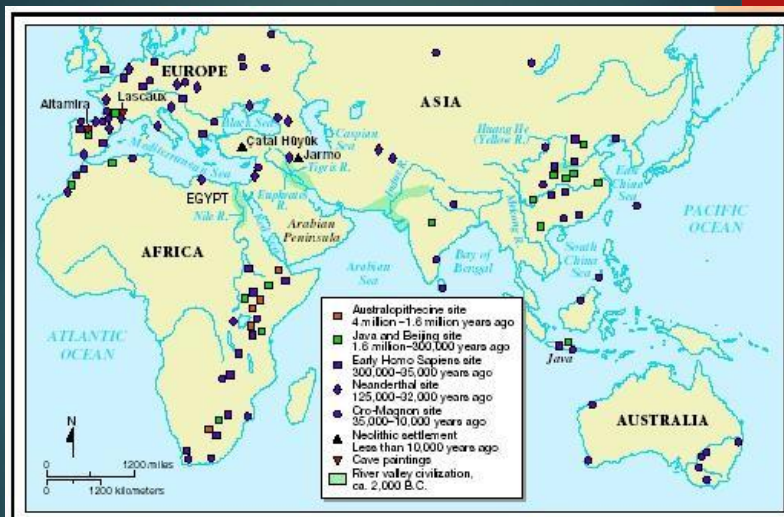 EUROPE
Altamira
Lascaux
ASIA
Black Sea
Caspian
Sea
Çatal Hüyük
Jarmo
Tigris R.
Mediterranean Sea
Euphrates
R.
EGYPT
Nile R.
Red Sea
Arabian
Peninsula
Indus R.
Huang He
(Yellow R.)
East
China
Sea
Mekong R.
PACIFIC
OCEAN
AFRICA
Arabian
Sea
Bay of
Bengal
South
China
Sea
ATLANTIC
OCEAN
Java
AUSTRALIA
N
0 1200 miles
0 1200 kilometers
Australopithecine site
4 million–1.6 million years ago
Java and Beijing site
1.6 million–300,000 years ago
Early Homo Sapiens site
300,000–35,000 years ago
Neanderthal site
125,000–32,000 years ago
Cro-Magnon site
35,000–10,000 years ago
Neolithic settlement
Less than 10,000 years ago
Cave paintings
River valley civilization,
ca. 2,000 B.C.